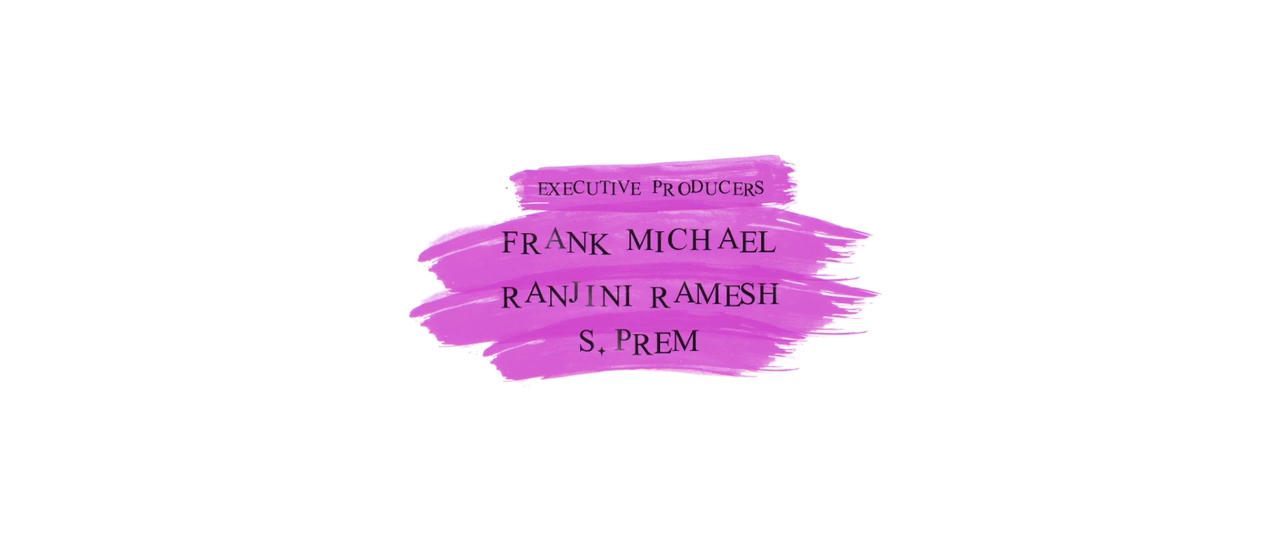 EXECUTIVE PRODUCERS
FRANK MICHAEL
RANJINI RAMESH
S. PREM